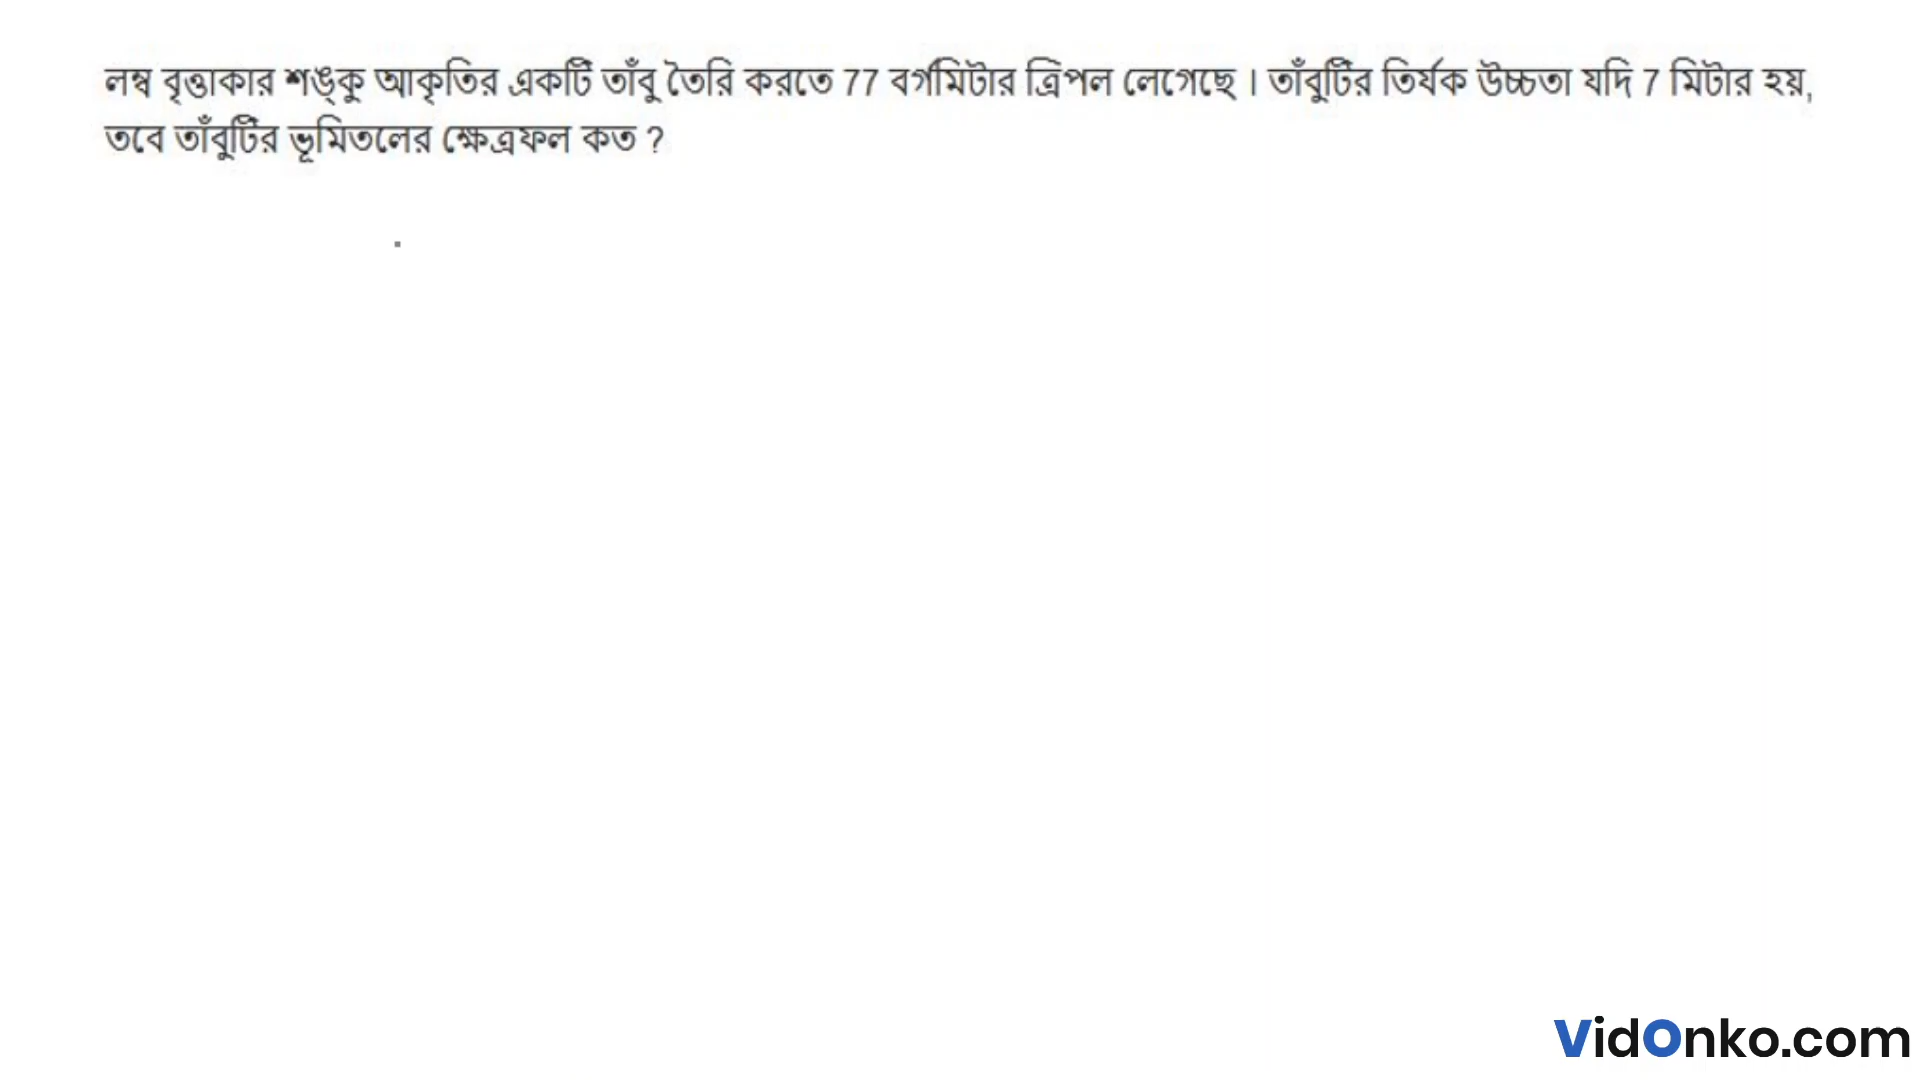 লম্ব বৃত্তাকার শঙ্কু আকৃতির একটি তাঁবু তৈরি করতে 77 বর্গমিটার ত্রিপল লেগেছে । তাঁবুটির তির্যক উচ্চতা যদি 7 মিটার হয়,
তবে তাঁবুটির ভূমিতলের ক্ষেত্রফল কত ?
VidOnko.com